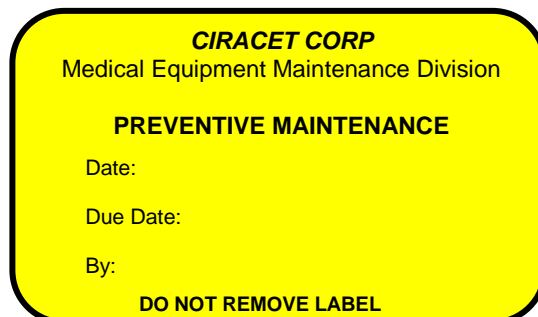 CIRACET CORP
Medical Equipment Maintenance Division
PREVENTIVE MAINTENANCE
Date:
Due Date:
By:
DO NOT REMOVE LABEL